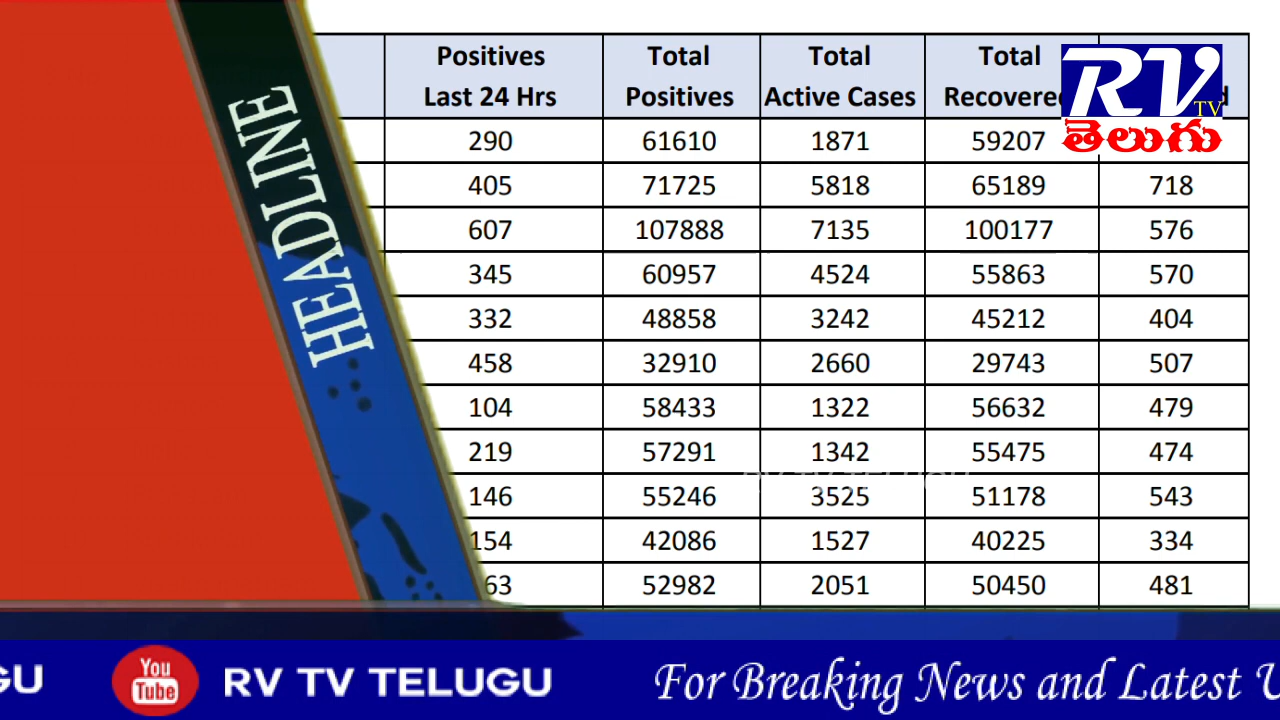 Positives Total Total Total
Last 24 Hrs Positives Active Cases Recovered
RV TV
తెలుగు
HEADLINE
290 61610 1871 59207
405 71725 5818 65189 718
607 107888 7135 100177 576
345 60957 4524 55863 570
332 48858 3242 45212 404
458 32910 2660 29743 507
104 58433 1322 56632 479
219 57291 1342 55475 474
RV TV TELUGU
146 55246 3525 51178 543
154 42086 1527 40225 334
63 52982 2051 50450 481
GU You Tube RV TV TELUGU For Breaking News and Latest U